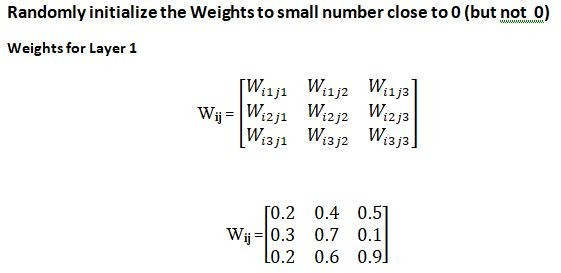 Randomly initialize the Weights to small number close to 0 (but not 0)
Weights for Layer 1
Wi1j1 Wi1j2 Wi1j3
Wij = Wi2j1 Wi2j2 Wi2j3
Wi3j1 Wi3j2 Wi3j3
0.2 0.4 0.5
Wij = 0.3 0.7 0.1
0.2 0.6 0.9